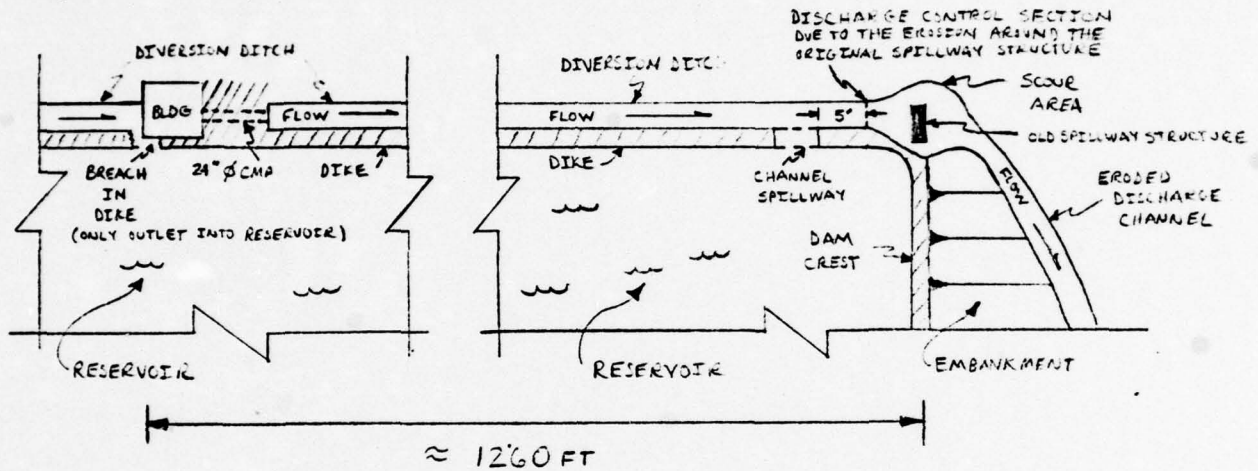 DIVERSION DITCH
BLDG
FLOW
BREACH
IN
DIKE
(ONLY OUTLET INTO RESERVOIR)
24" Ø CMP
DIKE
RESERVOIR
DISCHARGE CONTROL SECTION
DUE TO THE EROSION AROUND THE
ORIGINAL SPILLWAY STRUCTURE
DIVERSION DITCH
SCOUR
AREA
FLOW
5'
OLD SPILLWAY STRUCTURE
DIKE
CHANNEL
SPILLWAY
FLOW
ERODED
DISCHARGE
CHANNEL
DAM
CREST
RESERVOIR
EMBANKMENT
≈ 1260 FT